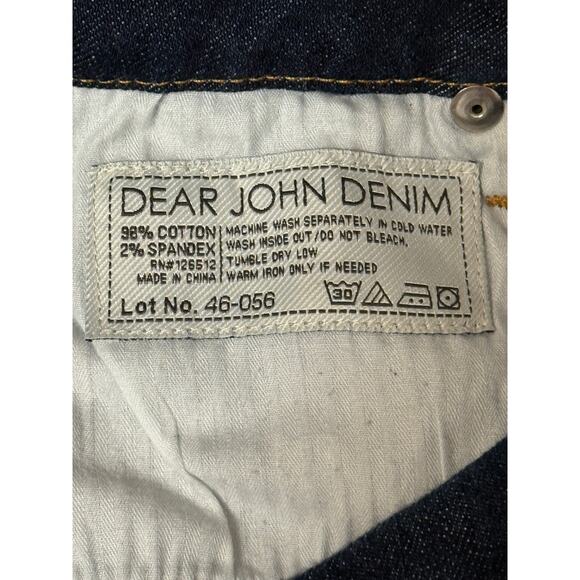 DEAR JOHN DENIM
98% COTTON
2% SPANDEX
RN#126512
MADE IN CHINA
MACHINE WASH SEPARATELY IN COLD WATER
WASH INSIDE OUT/DO NOT BLEACH,
TUMBLE DRY LOW
WARM IRON ONLY IF NEEDED
Lot No. 46-056
30